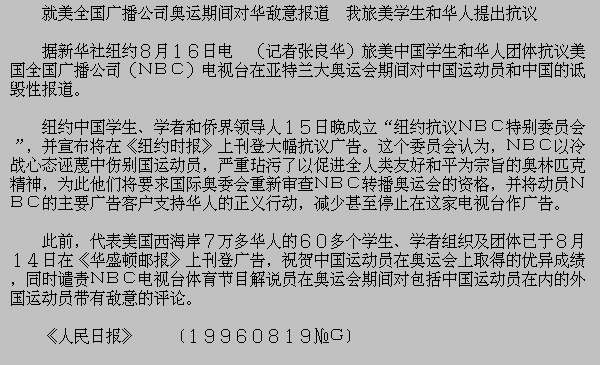 就美全国广播公司奥运期间对华敌意报道　我旅美学生和华人提出抗议
据新华社纽约８月１６日电　（记者张良华）旅美中国学生和华人团体抗议美
国全国广播公司（ＮＢＣ）电视台在亚特兰大奥运会期间对中国运动员和中国的诋
毁性报道。
纽约中国学生、学者和侨界领导人１５日晚成立“纽约抗议ＮＢＣ特别委员会
”，并宣布将在《纽约时报》上刊登大幅抗议广告。这个委员会认为，ＮＢＣ以冷
战心态诬蔑中伤别国运动员，严重玷污了以促进全人类友好和平为宗旨的奥林匹克
精神，为此他们将要求国际奥委会重新审查ＮＢＣ转播奥运会的资格，并将动员Ｎ
ＢＣ的主要广告客户支持华人的正义行动，减少甚至停止在这家电视台作广告。
此前，代表美国西海岸７万多华人的６０多个学生、学者组织及团体已于８月
１４日在《华盛顿邮报》上刊登广告，祝贺中国运动员在奥运会上取得的优异成绩
，同时谴责ＮＢＣ电视台体育节目解说员在奥运会期间对包括中国运动员在内的外
国运动员带有敌意的评论。
《人民日报》　　〔１９９６０８１９№Ｇ〕